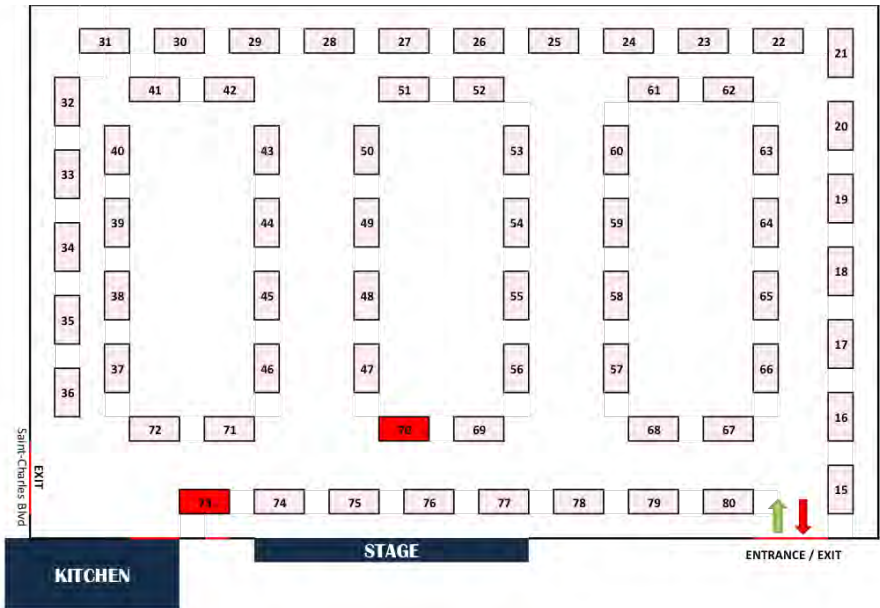 31 30 29 28 27 26 25 24 23 22 21
32 41 42 51 52 61 62
20
40 43 50 53 60 63
33
19
39 44 49 54 59 64
34
18
38 45 48 55 58 65
35
17
37 46 47 56 57 66
36
16
72 71 70 69 68 67
EXIT
Saint-Charles Blvd
73 74 75 76 77 78 79 80 15
STAGE
ENTRANCE / EXIT
KITCHEN